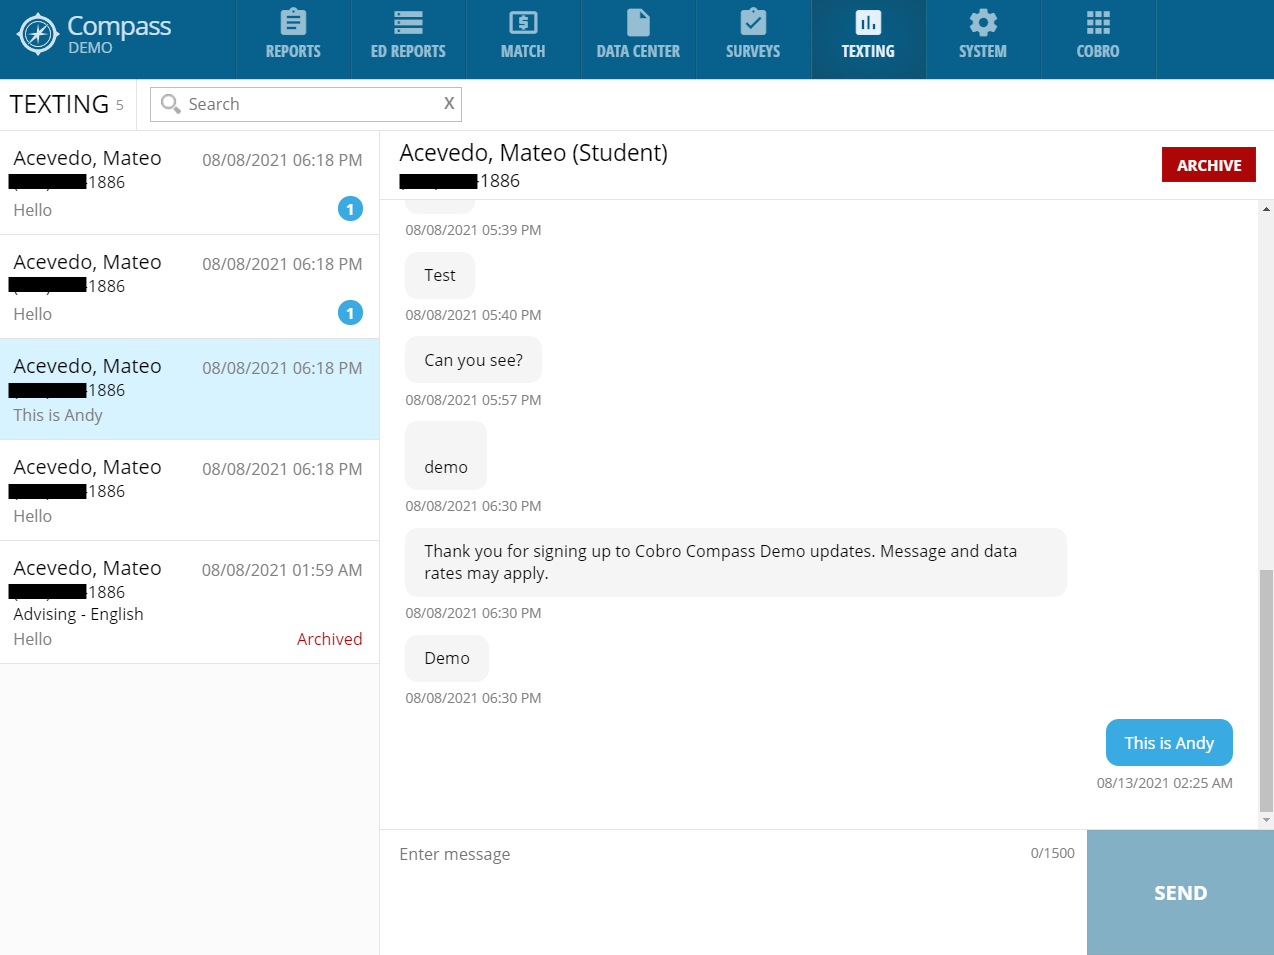 Compass
DEMO
REPORTS
ED REPORTS
MATCH
DATA CENTER
SURVEYS
TEXTING
SYSTEM
COBRO
TEXTING 5
Search X
Acevedo, Mateo 08/08/2021 06:18 PM
-1886
Hello 1
Acevedo, Mateo 08/08/2021 06:18 PM
-1886
Hello 1
Acevedo, Mateo 08/08/2021 06:18 PM
-1886
This is Andy
Acevedo, Mateo 08/08/2021 06:18 PM
-1886
Hello
Acevedo, Mateo 08/08/2021 01:59 AM
-1886
Advising - English
Hello Archived
Acevedo, Mateo (Student)
-1886
ARCHIVE
08/08/2021 05:39 PM
Test
08/08/2021 05:40 PM
Can you see?
08/08/2021 05:57 PM
demo
08/08/2021 06:30 PM
Thank you for signing up to Cobro Compass Demo updates. Message and data
rates may apply.
08/08/2021 06:30 PM
Demo
08/08/2021 06:30 PM
This is Andy
08/13/2021 02:25 AM
Enter message 0/1500
SEND